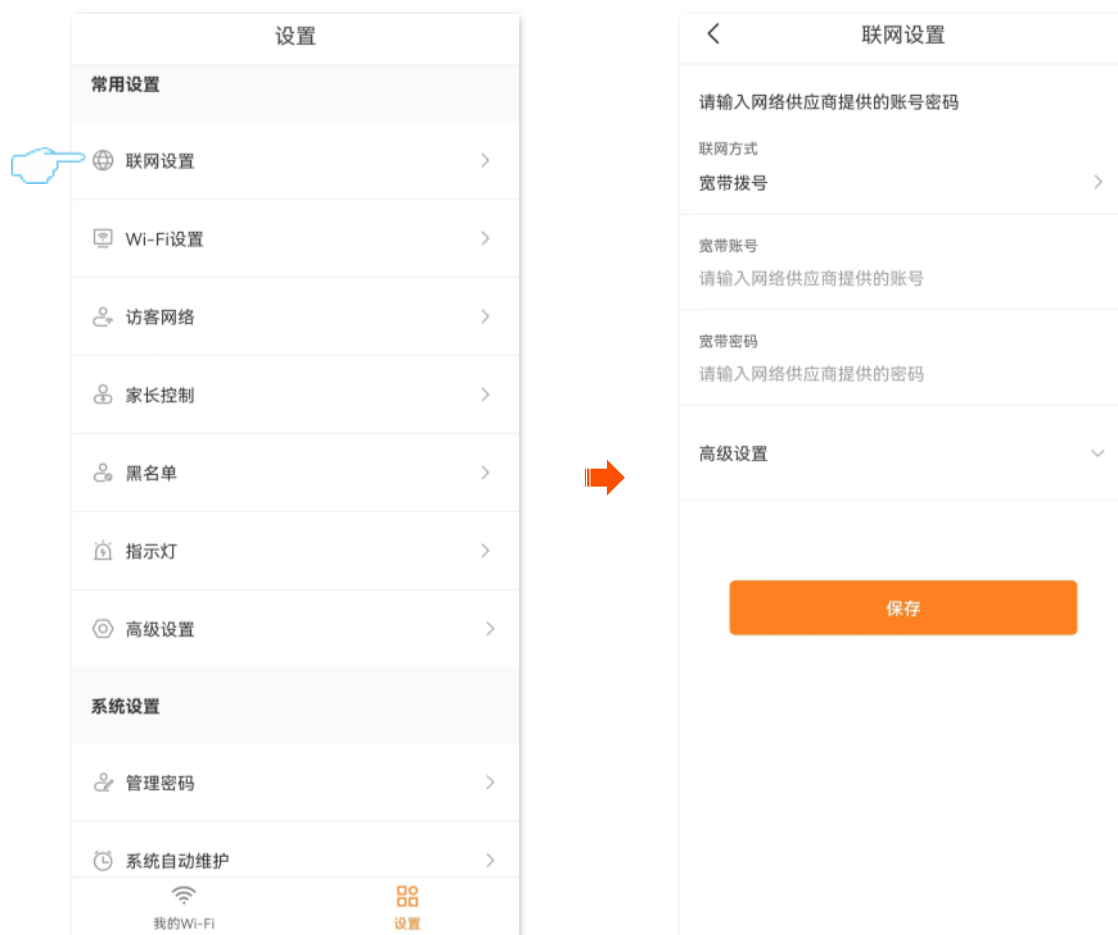 设置
常用设置
联网设置
Wi-Fi设置
访客网络
家长控制
黑名单
指示灯
高级设置
系统设置
管理密码
系统自动维护
我的Wi-Fi
设置
联网设置
请输入网络供应商提供的账号密码
联网方式
宽带拨号
宽带账号
请输入网络供应商提供的账号
宽带密码
请输入网络供应商提供的密码
高级设置
保存